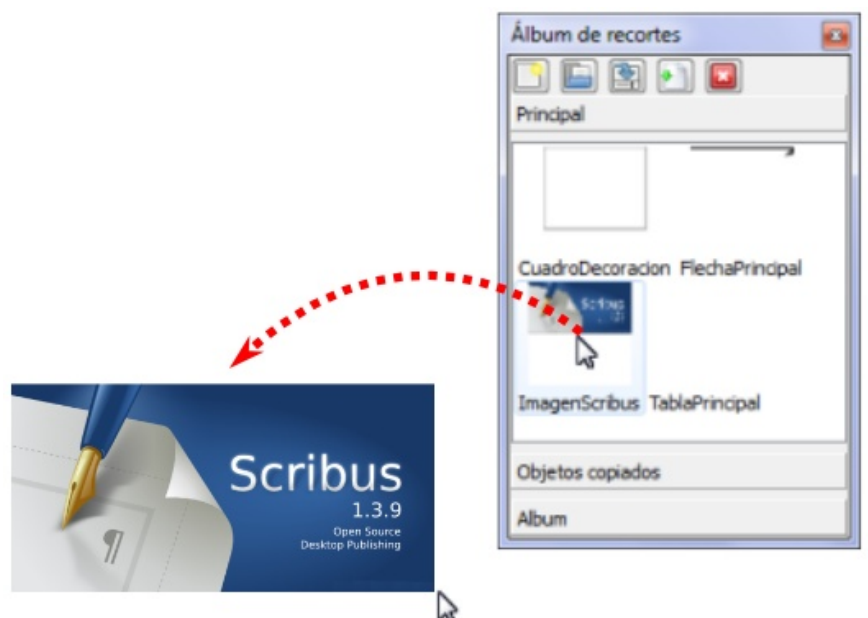 Álbum de recortes
Principal
CuadroDecoracion FlechaPrincipal
ImagenScribus TablaPrincipal
Objetos copiados
Album
Scribus
1.3.9
Open Source
Desktop Publishing
¶